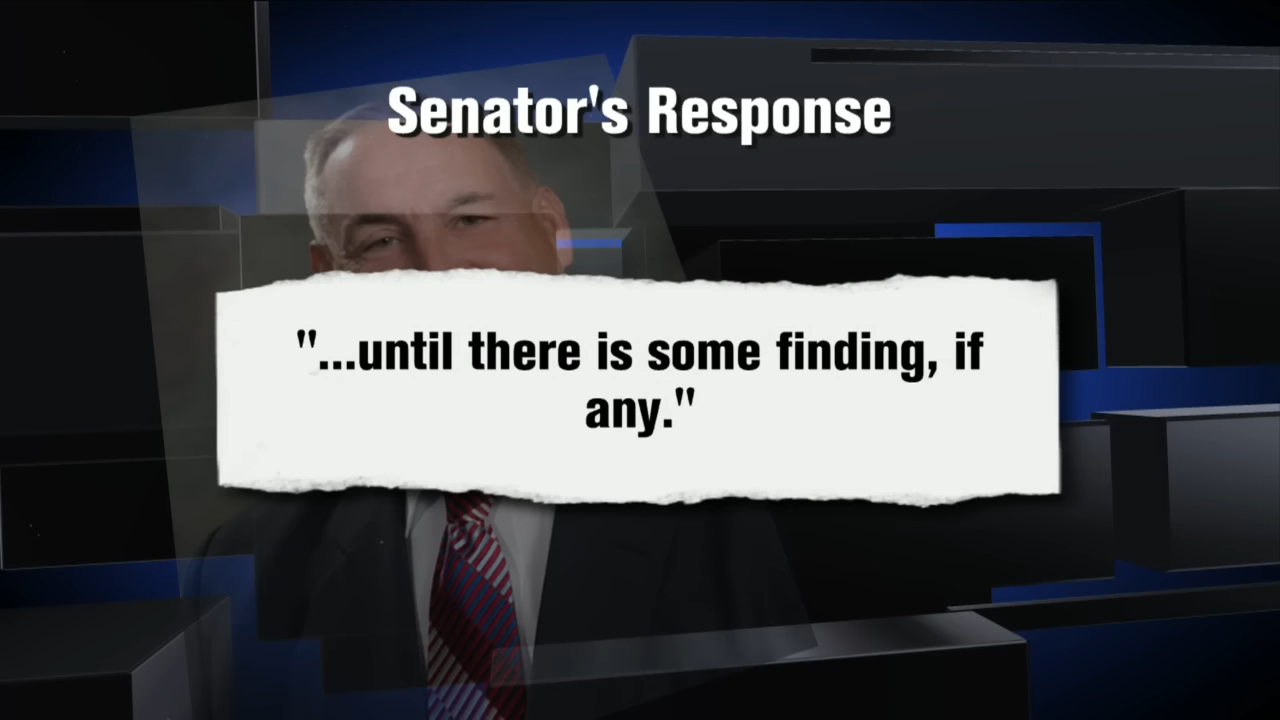 Senator's Response
"...until there is some finding, if
any."